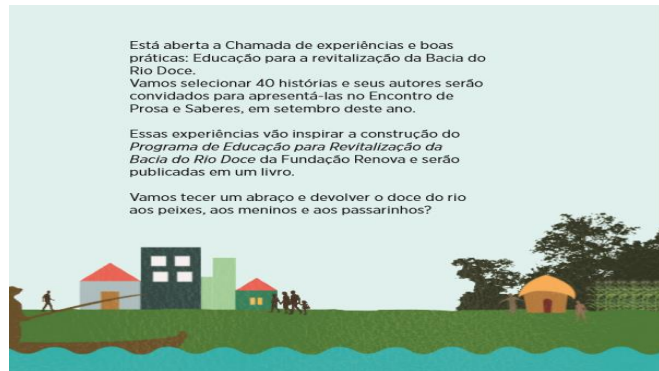 Está aberta a Chamada de experiências e boas
práticas: Educação para a revitalização da Bacia do
Rio Doce.
Vamos selecionar 40 histórias e seus autores serão
convidados para apresentá-las no Encontro de
Prosa e Saberes, em setembro deste ano.
Essas experiências vão inspirar a construção do
Programa de Educação para Revitalização da
Bacia do Rio Doce da Fundação Renova e serão
publicadas em um livro.
Vamos tecer um abraço e devolver o doce do rio
aos peixes, aos meninos e aos passarinhos?